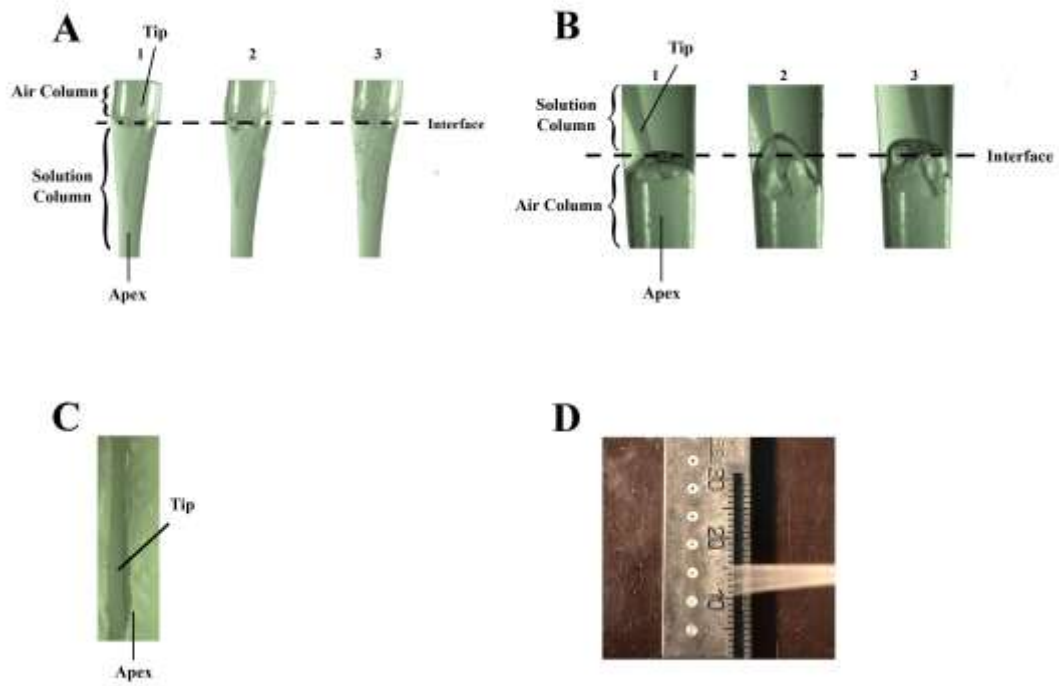 A
Tip
1
2
3
Air Column
Interface
Solution
Column
Apex
B
Tip
1
2
3
Solution
Column
Interface
Air Column
Apex
C
Tip
Apex
D
30
20
10